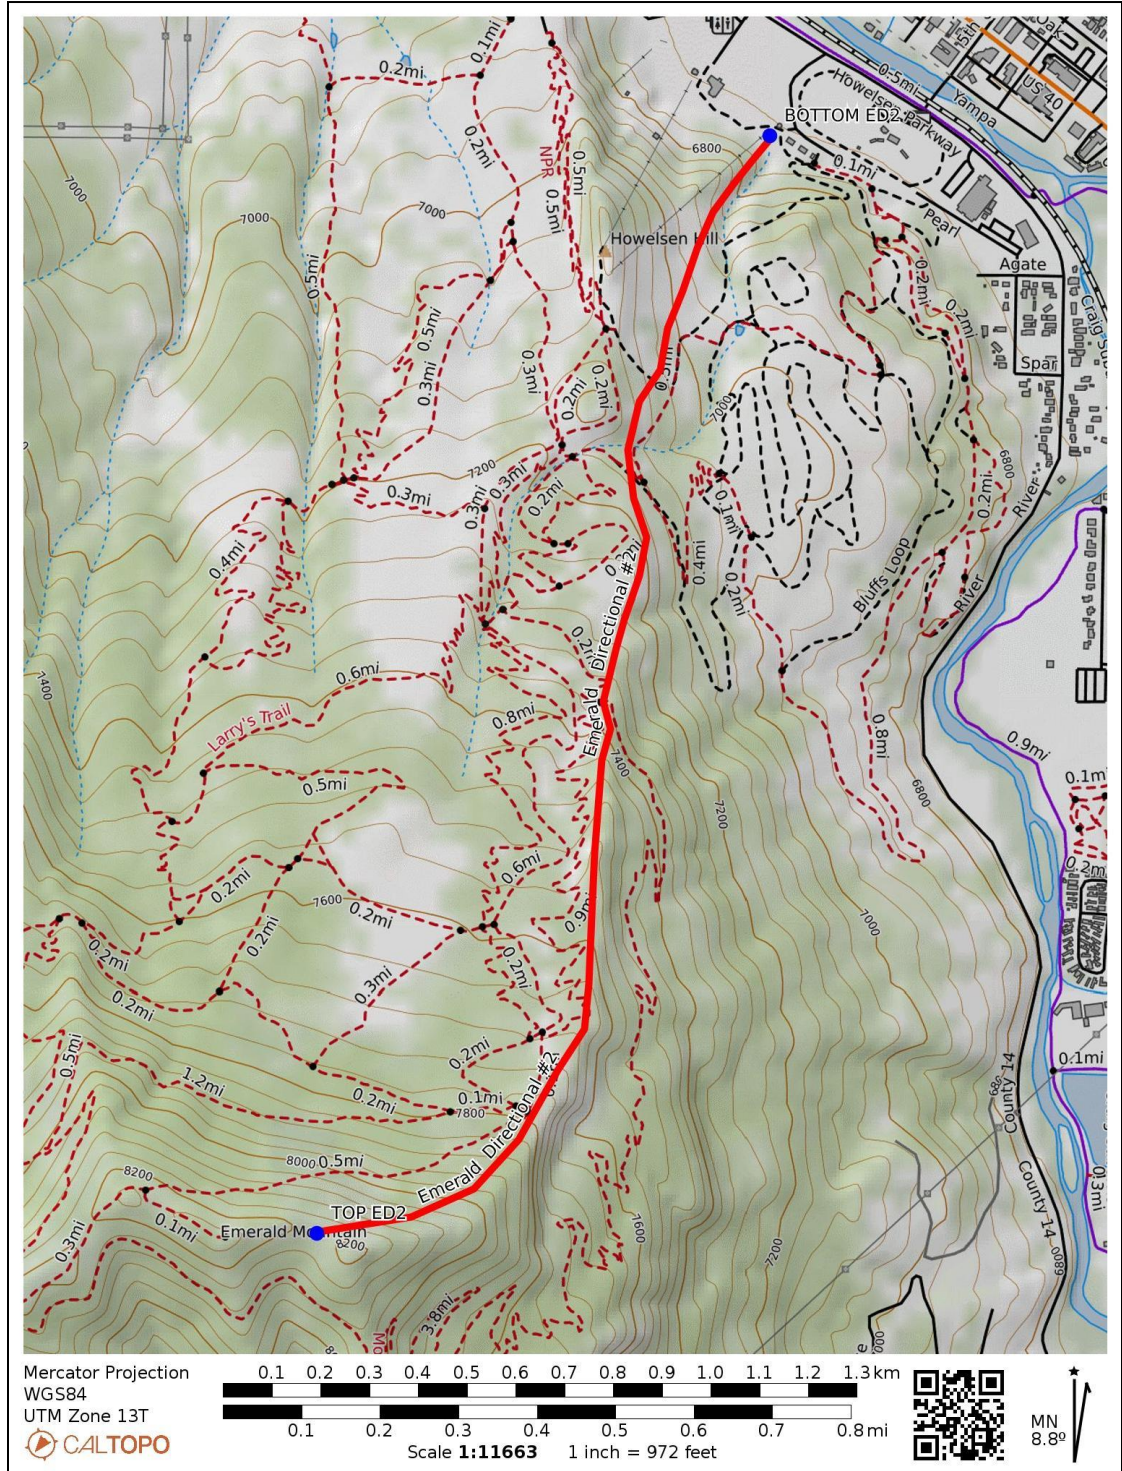 0.1mi
0.2mi
Oak
5th
US 40
0.5mi
Yampa
Howelsen Parkway
BOTTOM ED2
0.2mi
NPR
0.5mi
0.5mi
6800
0.1mi
7000
7000
7000
Pearl
Howelsen Hill
Agate
0.5mi
0.2mi
0.2mi
0.5mi
0.3mi
0.3mi
0.2mi
0.2mi
Spar
7000
7200
0.3mi
0.3mi
0.3mi
0.2mi
6800
0.2mi
River
0.1mi
0.4mi
0.4mi
0.2mi
Bluffs Loop
River
Emerald Directional #2
0.2mi
0.6mi
7400
Larry's Trail
0.8mi
0.8mi
0.9mi
7400
0.5mi
6800
0.1mi
7200
0.6mi
0.2mi
0.2mi
7600
0.2mi
0.9mi
7000
0.2mi
0.2mi
0.2mi
0.3mi
0.2mi
0.5mi
0.2mi
0.1mi
1.2mi
0.2mi
0.1mi
7800
County 14
Emerald Directional #2
8000
0.5mi
8200
County 14
0.3mi
TOP ED2
Emerald Mountain
8200
0.1mi
0.3mi
7600
7200
6800
3.8mi
7000
Mercator Projection
WGS84
UTM Zone 13T
CALTOPO
0.1 0.2 0.3 0.4 0.5 0.6 0.7 0.8 0.9 1.0 1.1 1.2 1.3 km
0.1 0.2 0.3 0.4 0.5 0.6 0.7 0.8 mi
Scale 1:11663 1 inch = 972 feet
MN
8.8º